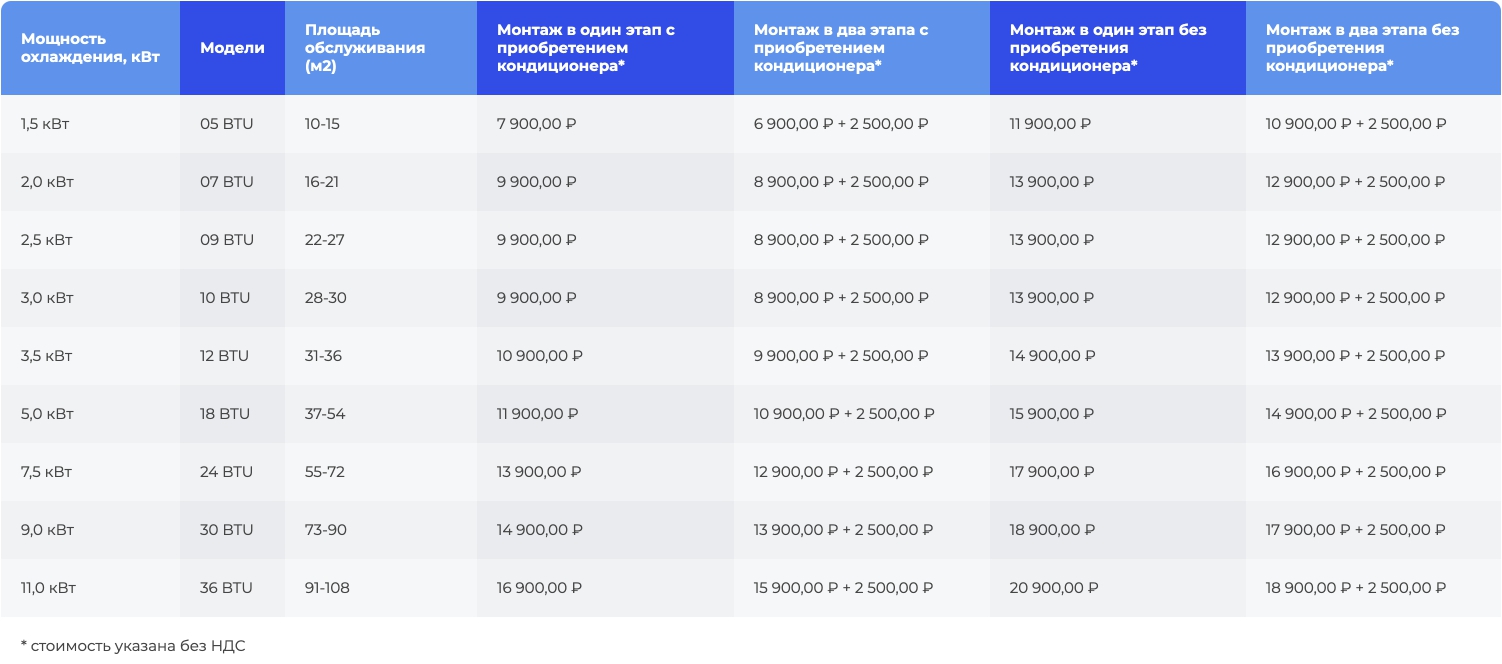 Мощность охлаждения, кВт
Модели
Площадь обслуживания (м2)
Монтаж в один этап с приобретением кондиционера*
Монтаж в два этапа с приобретением кондиционера*
Монтаж в один этап без приобретения кондиционера*
Монтаж в два этапа без приобретения кондиционера*
1,5 кВт 05 BTU 10-15 7 900,00 ₽ 6 900,00 ₽ + 2 500,00 ₽ 11 900,00 ₽ 10 900,00 ₽ + 2 500,00 ₽
2,0 кВт 07 BTU 16-21 9 900,00 ₽ 8 900,00 ₽ + 2 500,00 ₽ 13 900,00 ₽ 12 900,00 ₽ + 2 500,00 ₽
2,5 кВт 09 BTU 22-27 9 900,00 ₽ 8 900,00 ₽ + 2 500,00 ₽ 13 900,00 ₽ 12 900,00 ₽ + 2 500,00 ₽
3,0 кВт 10 BTU 28-30 9 900,00 ₽ 8 900,00 ₽ + 2 500,00 ₽ 13 900,00 ₽ 12 900,00 ₽ + 2 500,00 ₽
3,5 кВт 12 BTU 31-36 10 900,00 ₽ 9 900,00 ₽ + 2 500,00 ₽ 14 900,00 ₽ 13 900,00 ₽ + 2 500,00 ₽
5,0 кВт 18 BTU 37-54 11 900,00 ₽ 10 900,00 ₽ + 2 500,00 ₽ 15 900,00 ₽ 14 900,00 ₽ + 2 500,00 ₽
7,5 кВт 24 BTU 55-72 13 900,00 ₽ 12 900,00 ₽ + 2 500,00 ₽ 17 900,00 ₽ 16 900,00 ₽ + 2 500,00 ₽
9,0 кВт 30 BTU 73-90 14 900,00 ₽ 13 900,00 ₽ + 2 500,00 ₽ 18 900,00 ₽ 17 900,00 ₽ + 2 500,00 ₽
11,0 кВт 36 BTU 91-108 16 900,00 ₽ 15 900,00 ₽ + 2 500,00 ₽ 20 900,00 ₽ 18 900,00 ₽ + 2 500,00 ₽
* стоимость указана без НДС